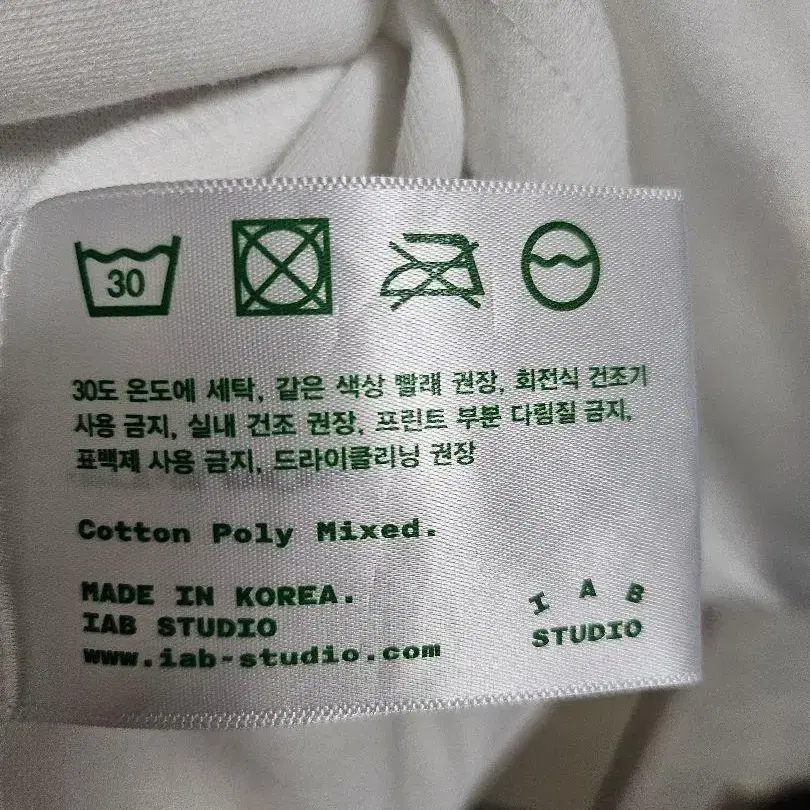 30
30도 온도에 세탁, 같은 색상 빨래 권장, 회전식 건조기
사용 금지, 실내 건조 권장, 프린트 부분 다림질 금지,
표백제 사용 금지, 드라이클리닝 권장
Cotton Poly Mixed.
MADE IN KOREA.
IAB STUDIO
www.iab-studio.com
I A B
STUDIO